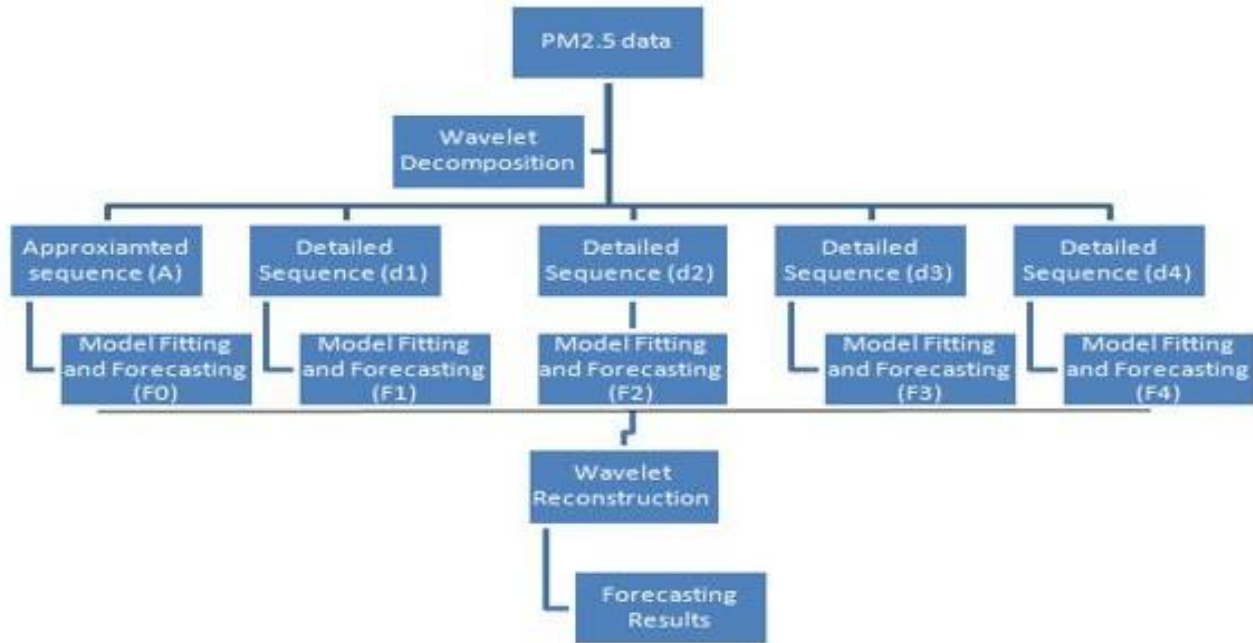 PM2.5 data
Wavelet
Decomposition
Approxiamted
sequence (A)
Detailed
Sequence (d1)
Detailed
Sequence (d2)
Detailed
Sequence (d3)
Detailed
Sequence (d4)
Model Fitting
and Forecasting
(F0)
Model Fitting
and Forecasting
(F1)
Model Fitting
and Forecasting
(F2)
Model Fitting
and Forecasting
(F3)
Model Fitting
and Forecasting
(F4)
Wavelet
Reconstruction
Forecasting
Results